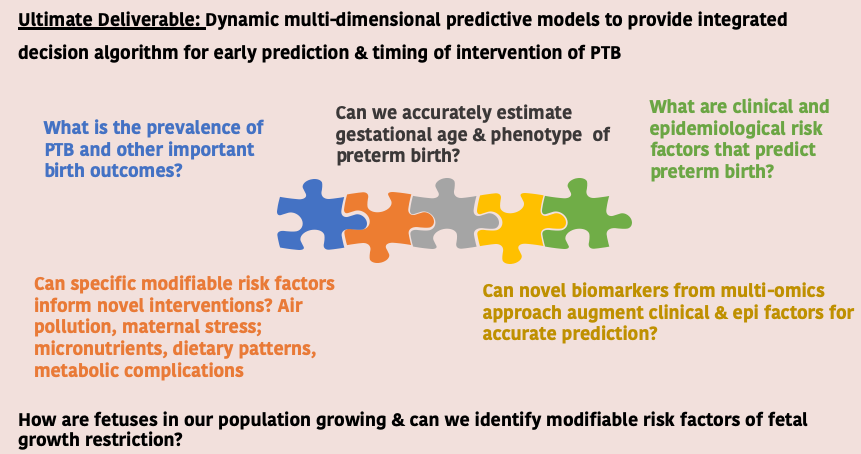 Ultimate Deliverable: Dynamic multi-dimensional predictive models to provide integrated
decision algorithm for early prediction & timing of intervention of PTB
What is the prevalence of
PTB and other important
birth outcomes?
Can we accurately estimate
gestational age & phenotype of
preterm birth?
What are clinical and
epidemiological risk
factors that predict
preterm birth?
Can specific modifiable risk factors
inform novel interventions? Air
pollution, maternal stress;
micronutrients, dietary patterns,
metabolic complications
Can novel biomarkers from multi-omics
approach augment clinical & epi factors for
accurate prediction?
How are fetuses in our population growing & can we identify modifiable risk factors of fetal
growth restriction?